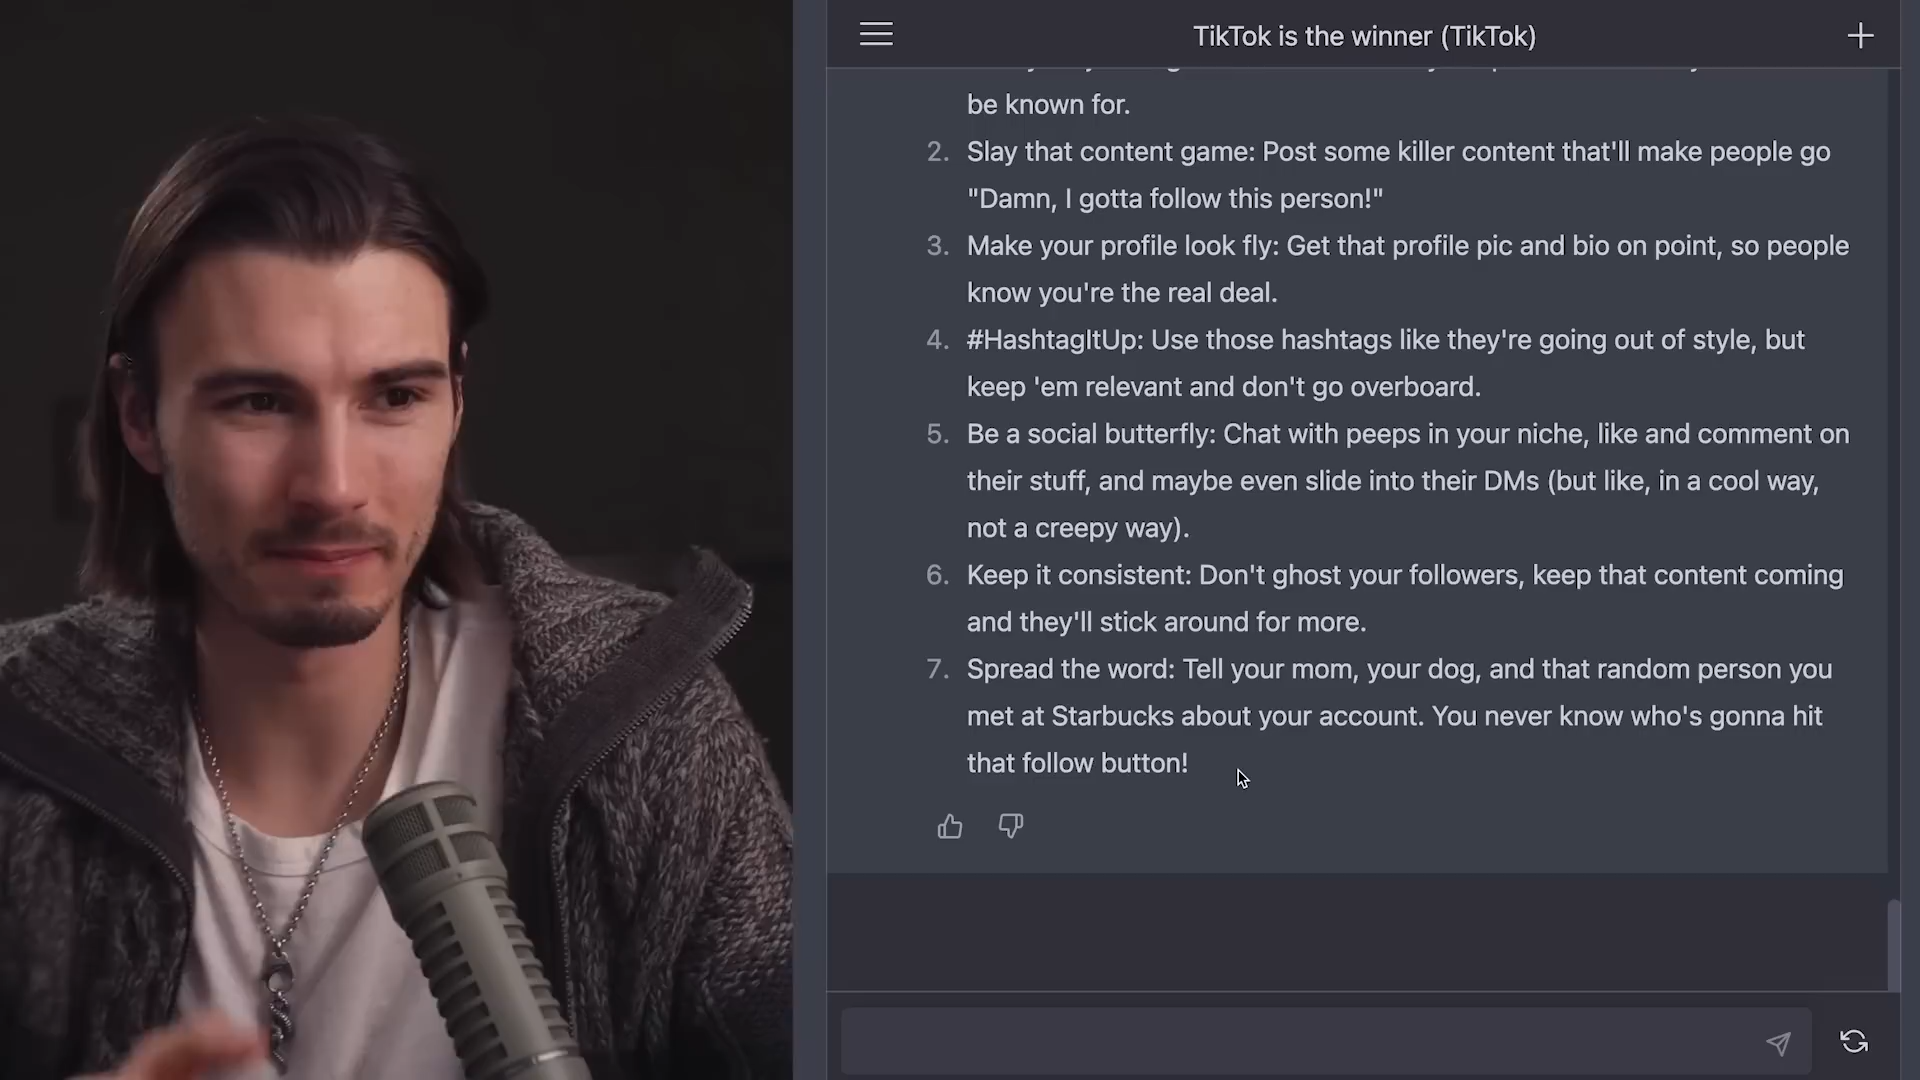 TikTok is the winner (TikTok)
be known for.
2. Slay that content game: Post some killer content that'll make people go
"Damn, I gotta follow this person!"
3. Make your profile look fly: Get that profile pic and bio on point, so people
know you're the real deal.
4. #HashtagItUp: Use those hashtags like they're going out of style, but
keep 'em relevant and don't go overboard.
5. Be a social butterfly: Chat with peeps in your niche, like and comment on
their stuff, and maybe even slide into their DMs (but like, in a cool way,
not a creepy way).
6. Keep it consistent: Don't ghost your followers, keep that content coming
and they'll stick around for more.
7. Spread the word: Tell your mom, your dog, and that random person you
met at Starbucks about your account. You never know who's gonna hit
that follow button!